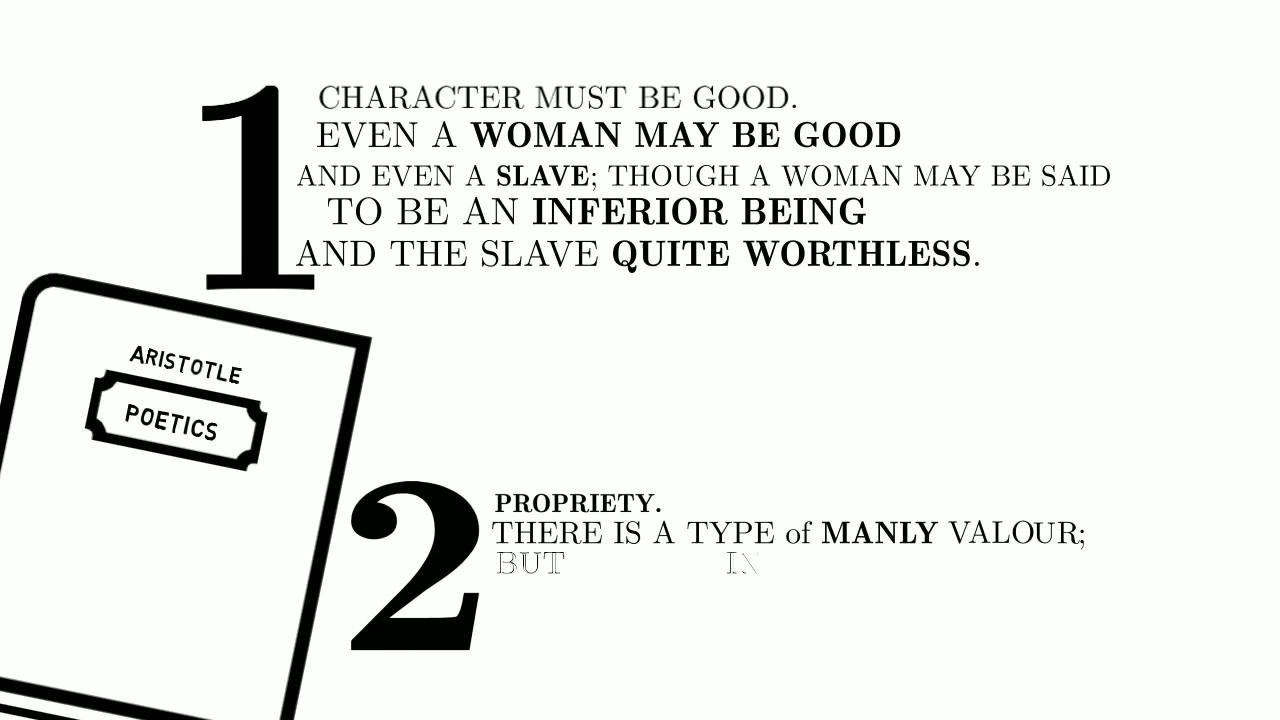 1
CHARACTER MUST BE GOOD.
EVEN A WOMAN MAY BE GOOD
AND EVEN A SLAVE; THOUGH A WOMAN MAY BE SAID
TO BE AN INFERIOR BEING
AND THE SLAVE QUITE WORTHLESS.
ARISTOTLE
POETICS
2
PROPRIETY.
THERE IS A TYPE of MANLY VALOUR;
BUT IN